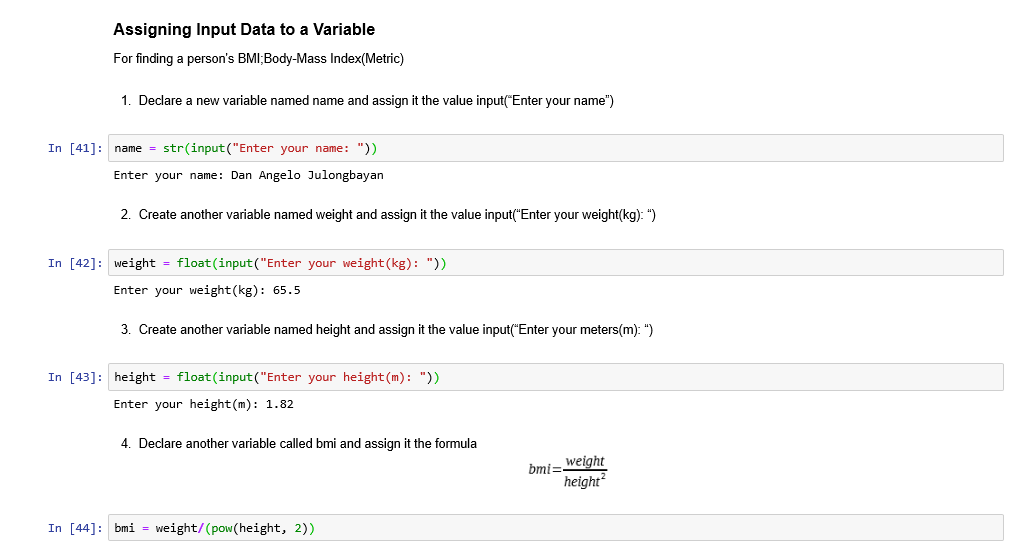 Assigning Input Data to a Variable
For finding a person's BMI;Body-Mass Index(Metric)
1. Declare a new variable named name and assign it the value input(“Enter your name”)
In [41]: name = str(input("Enter your name: "))
Enter your name: Dan Angelo Julongbayan
2. Create another variable named weight and assign it the value input(“Enter your weight(kg): “)
In [42]: weight = float(input("Enter your weight(kg): "))
Enter your weight(kg): 65.5
3. Create another variable named height and assign it the value input(“Enter your meters(m): “)
In [43]: height = float(input("Enter your height(m): "))
Enter your height(m): 1.82
4. Declare another variable called bmi and assign it the formula
bmi=weight
height²
In [44]: bmi = weight/(pow(height, 2))